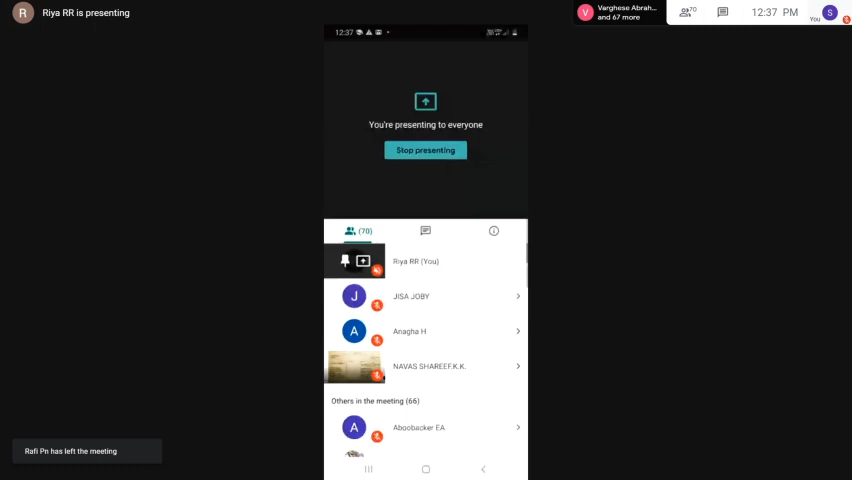 R
Riya RR is presenting
V
Varghese Abrah...
and 67 more
70
12:37 PM
You
S
12:37
You're presenting to everyone
Stop presenting
(70)
Riya RR (You)
J
JISA JOBY
A
Anagha H
NAVAS SHAREEF.K.K.
Others in the meeting (66)
A
Aboobacker EA
Rafi Pn has left the meeting